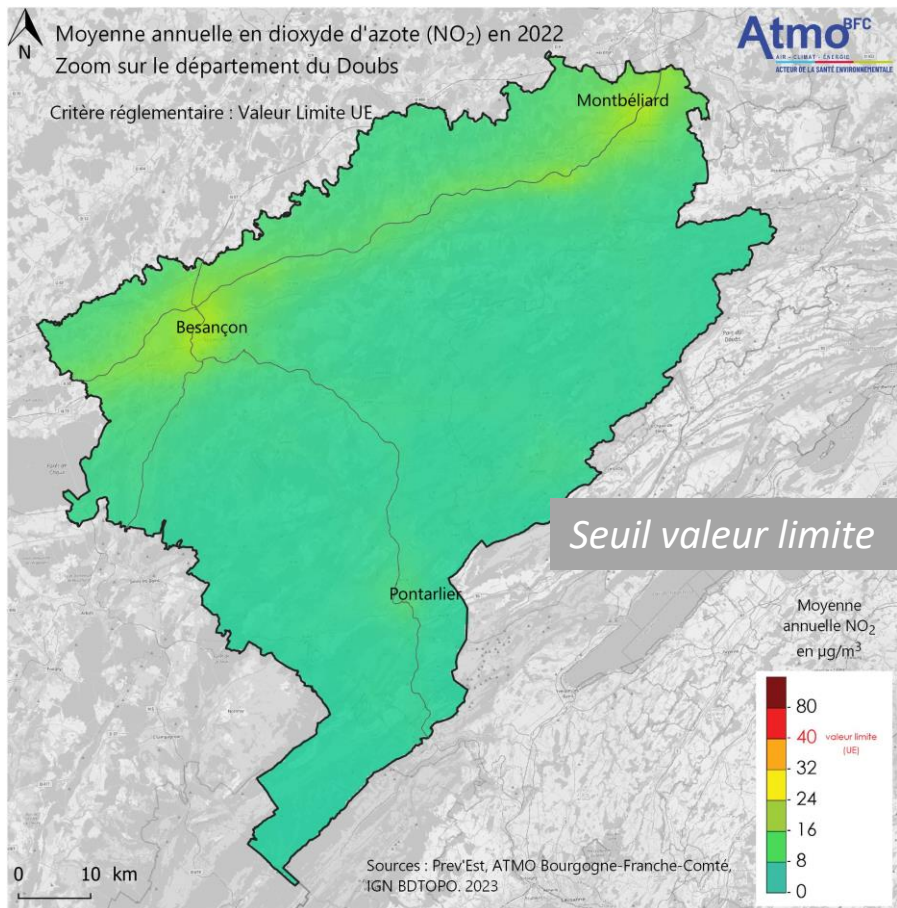 N
Moyenne annuelle en dioxyde d'azote (NO₂) en 2022
Zoom sur le département du Doubs
Critère réglementaire : Valeur Limite UE
Atmo BFC
AIR - CLIMAT - ÉNERGIE
ACTEUR DE LA SANTÉ ENVIRONNEMENTALE
Montbéliard
Besançon
Seuil valeur limite
Pontarlier
Moyenne
annuelle NO₂
en µg/m³
80
40 valeur limite
(UE)
32
24
16
8
0
0 10 km
Sources : Prev'Est, ATMO Bourgogne-Franche-Comté,
IGN BDTOPO. 2023